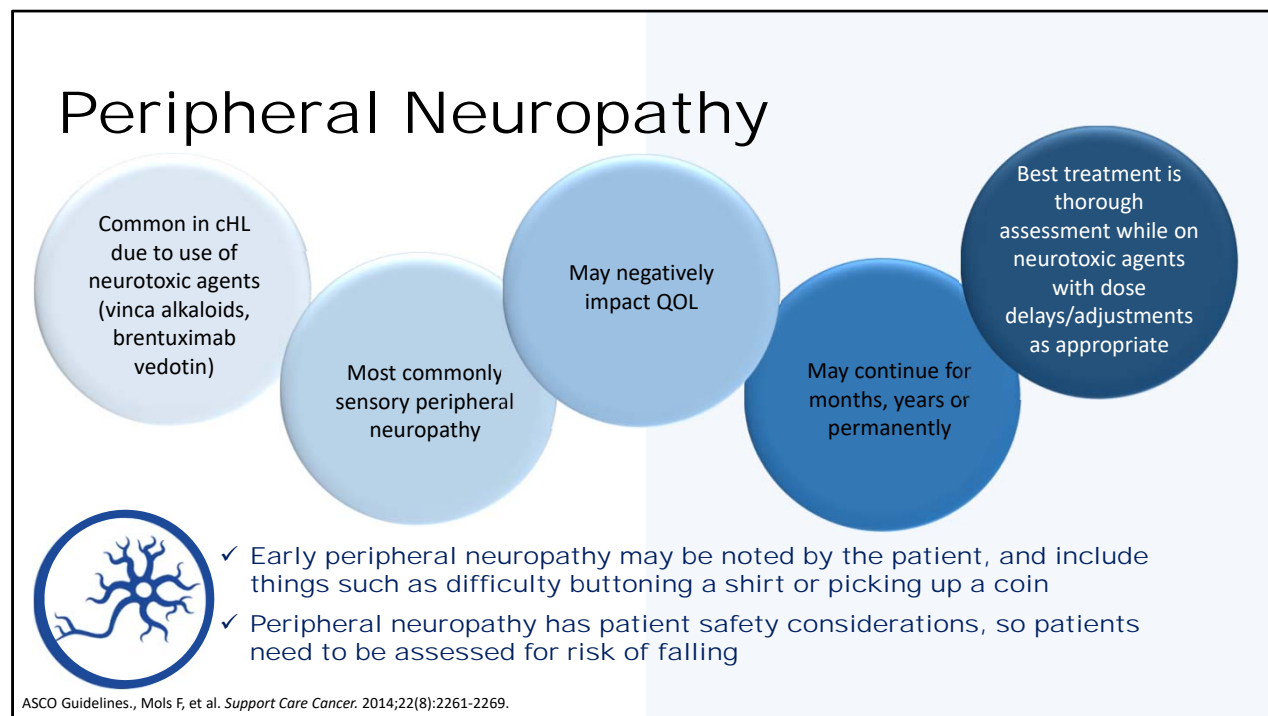 Peripheral Neuropathy
Common in cHL
due to use of
neurotoxic agents
(vinca alkaloids,
brentuximab
vedotin)
Most commonly
sensory peripheral
neuropathy
May negatively
impact QOL
May continue for
months, years or
permanently
Best treatment is
thorough
assessment while on
neurotoxic agents
with dose
delays/adjustments
as appropriate
✓ Early peripheral neuropathy may be noted by the patient, and include
things such as difficulty buttoning a shirt or picking up a coin
✓ Peripheral neuropathy has patient safety considerations, so patients
need to be assessed for risk of falling
ASCO Guidelines., Mols F, et al. Support Care Cancer. 2014;22(8):2261-2269.